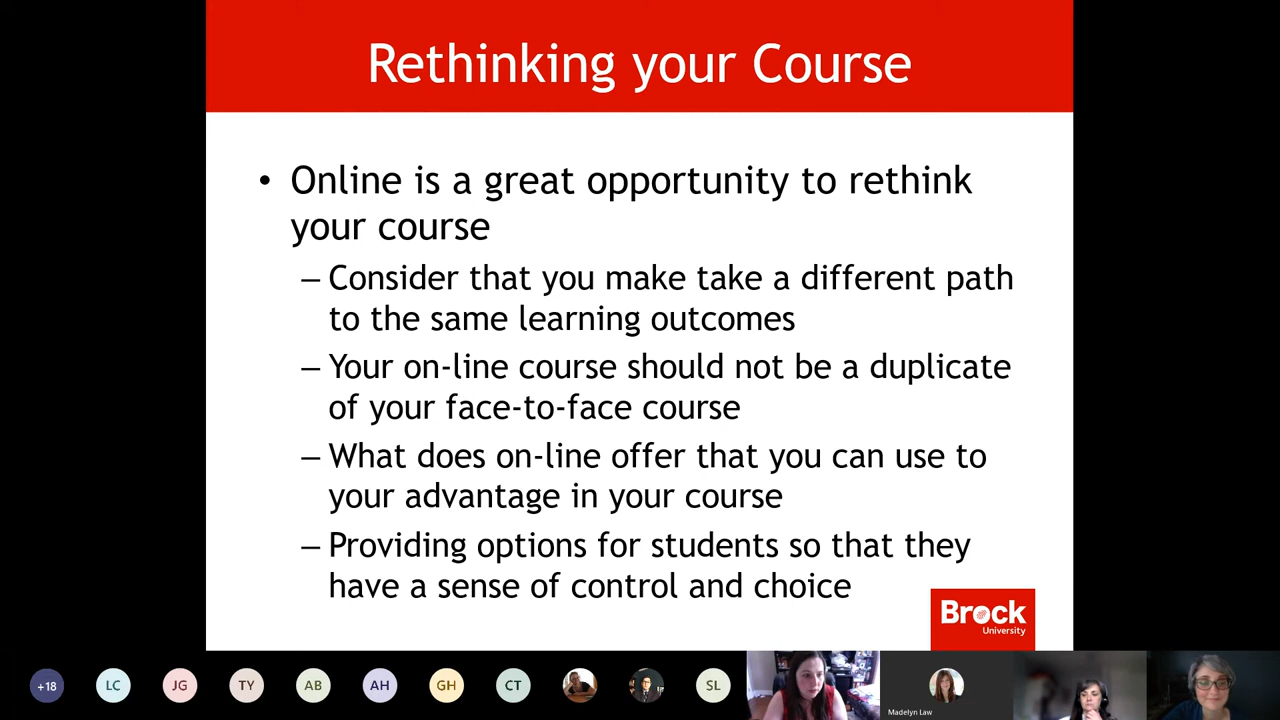 Rethinking your Course
• Online is a great opportunity to rethink
your course
– Consider that you make take a different path
to the same learning outcomes
– Your on-line course should not be a duplicate
of your face-to-face course
– What does on-line offer that you can use to
your advantage in your course
– Providing options for students so that they
have a sense of control and choice
Brock
University
+18 LC JG TY AB AH GH CT SL
Madelyn Law